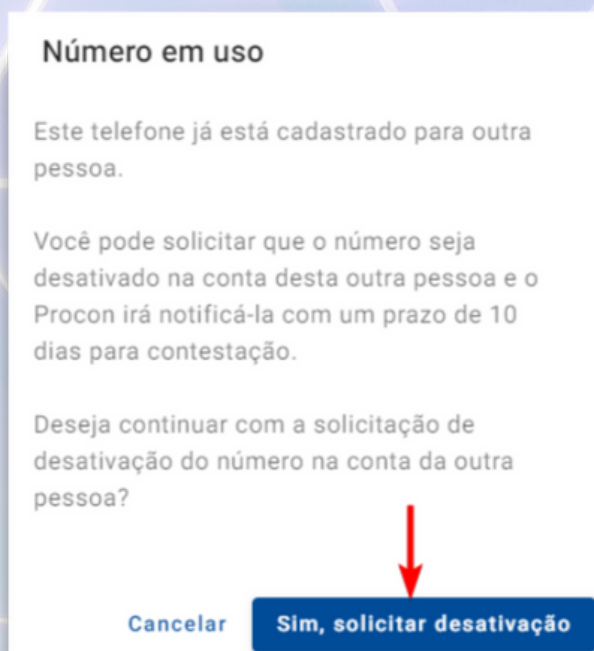 Número em uso
Este telefone já está cadastrado para outra
pessoa.
Você pode solicitar que o número seja
desativado na conta desta outra pessoa e o
Procon irá notificá-la com um prazo de 10
dias para contestação.
Deseja continuar com a solicitação de
desativação do número na conta da outra
pessoa?
Cancelar
Sim, solicitar desativação